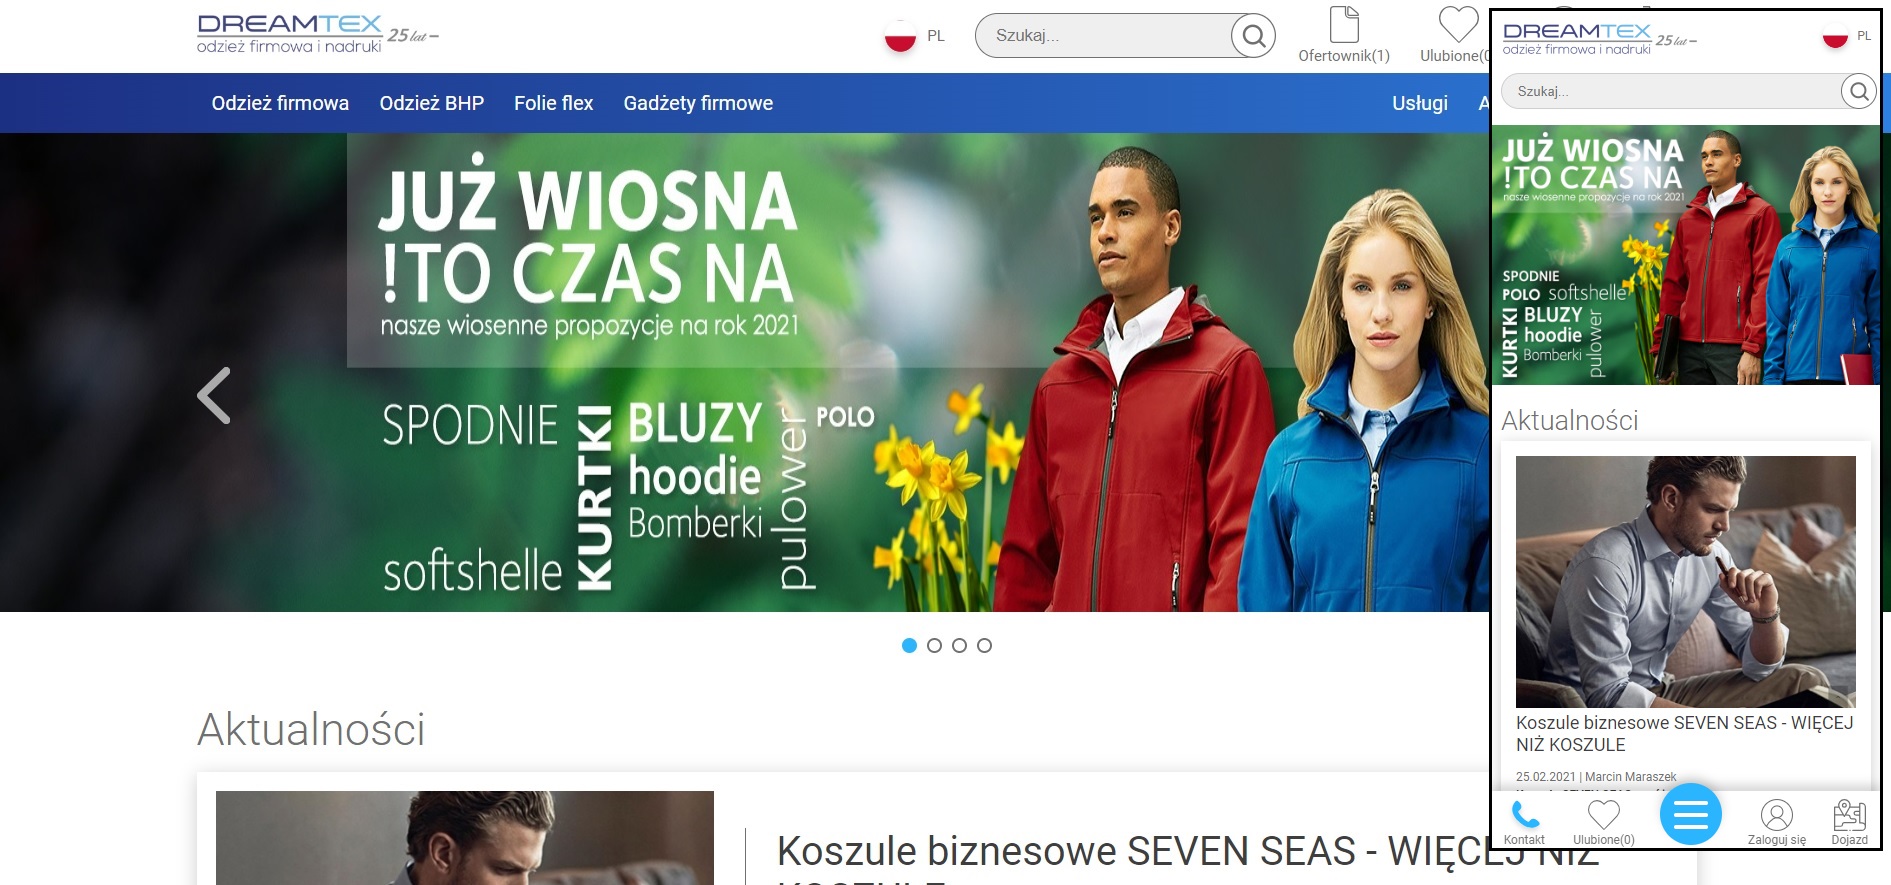 DREAMTEX
odzież firmowa i nadruki
25 lat
PL
Szukaj...
Ofertownik(1)
Ulubione(0
Odzież firmowa
Odzież BHP
Folie flex
Gadżety firmowe
Usługi
A
JUŻ WIOSNA
!TO CZAS NA
nasze wiosenne propozycje na rok 2021
SPODNIE
KURTKI
BLUZY
hoodie
Bomberki
pulower
POLO
softshelle
Aktualności
Koszule biznesowe SEVEN SEAS - WIĘCEJ NIŻ
KOSZULE
DREAMTEX
odzież firmowa i nadruki
25 lat
PL
Szukaj...
JUŻ WIOSNA
!TO CZAS NA
nasze wiosenne propozycje na rok 2021
SPODNIE
POLO softshelle
KURTKI
BLUZY
hoodie
Bomberki
pulower
Aktualności
Koszule biznesowe SEVEN SEAS - WIĘCEJ
NIŻ KOSZULE
25.02.2021 | Marcin Maraszek
Kontakt
Ulubione(0)
Zaloguj się
Dojazd